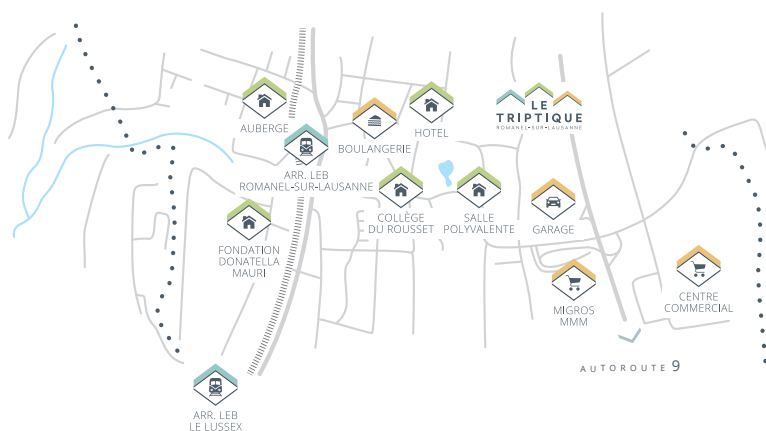 AUBERGE
BOULANGERIE
HOTEL
LE
TRIPTIQUE
ROMANEL-SUR-LAUSANNE
ARR. LEB
ROMANEL-SUR-LAUSANNE
COLLÈGE
DU ROUSSET
SALLE
POLYVALENTE
GARAGE
FONDATION
DONATELLA
MAURI
MIGROS
MMM
CENTRE
COMMERCIAL
AUTOROUTE 9
ARR. LEB
LE LUSSEX